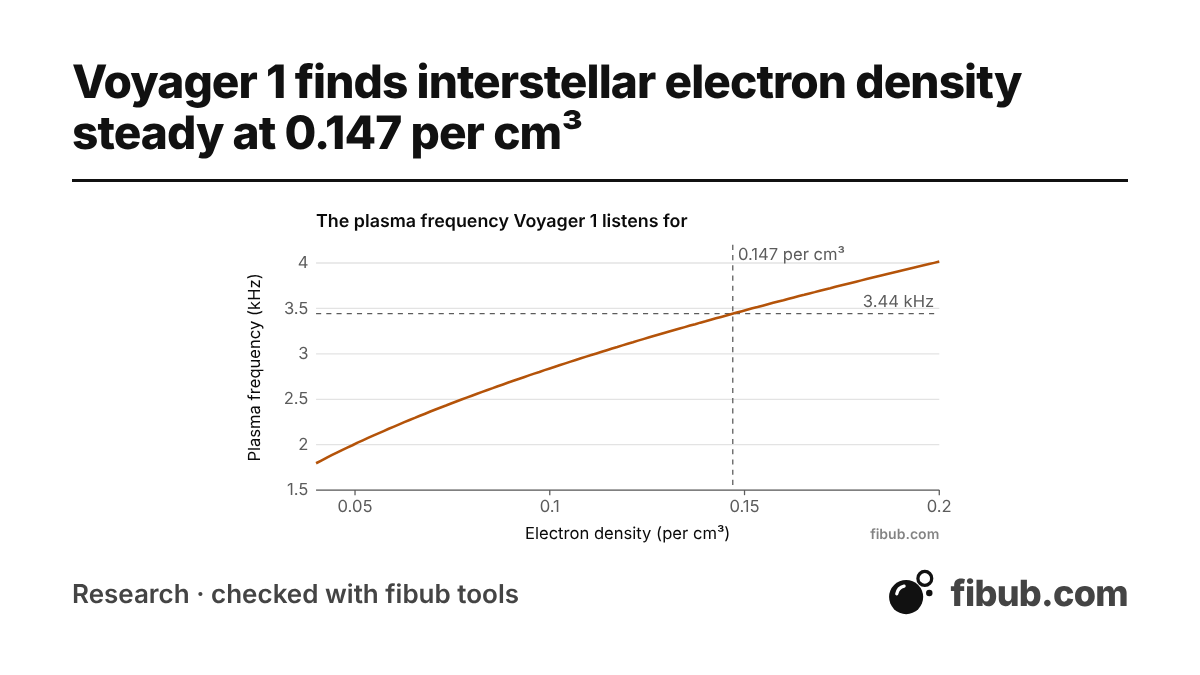 Voyager 1 finds interstellar electron density
steady at 0.147 per cm³
The plasma frequency Voyager 1 listens for
0.147 per cm³
3.44 kHz
Plasma frequency (kHz)
4
3.5
3
2.5
2
1.5
0.05
0.1
0.15
0.2
Electron density (per cm³)
fibub.com
Research · checked with fibub tools
fibub.com